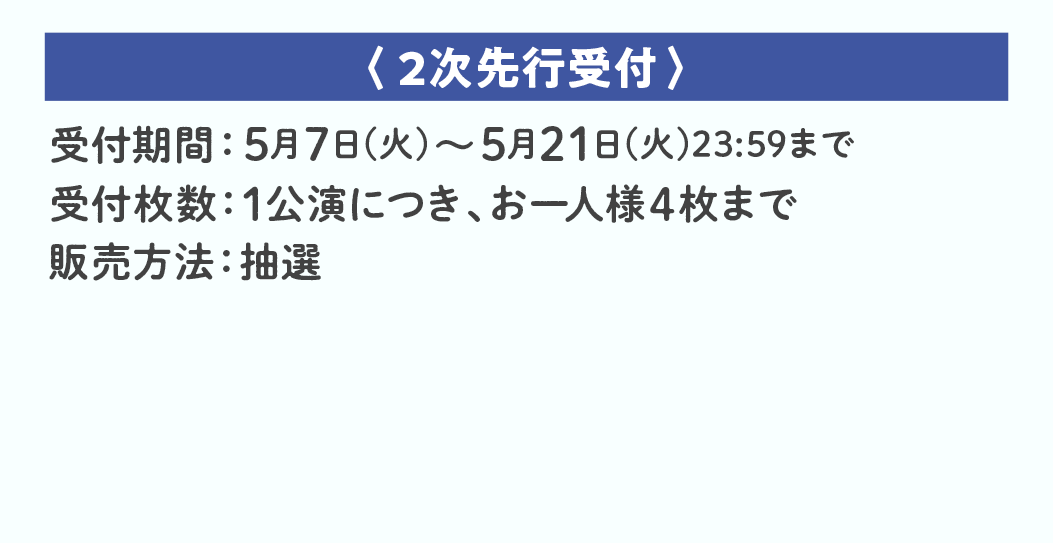 〈 2次先行受付 〉
受付期間：5月7日(火)～5月21日(火)23:59まで
受付枚数：1公演につき、お一人様4枚まで
販売方法：抽選